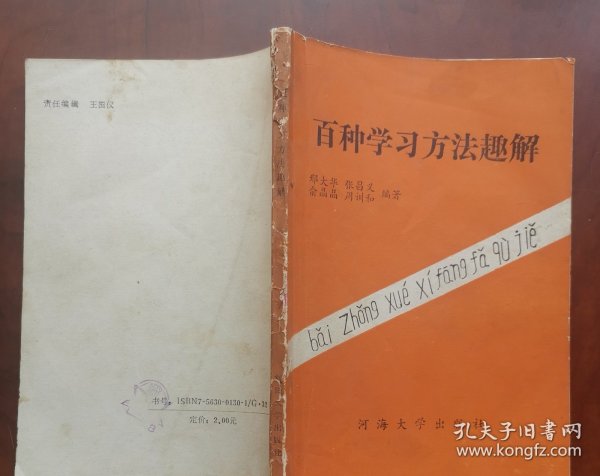 责任编辑 王国仪
书号:ISBN7-5630-0130-1/G·
定价:2.00元
百种学习方法趣解
郑大华 张昌义
俞晶晶 周训和 编著
bǎi zhǒng xué xí fāng fǎ qù jiě
河海大学出版社
孔夫子旧书网
www.kongfz.com